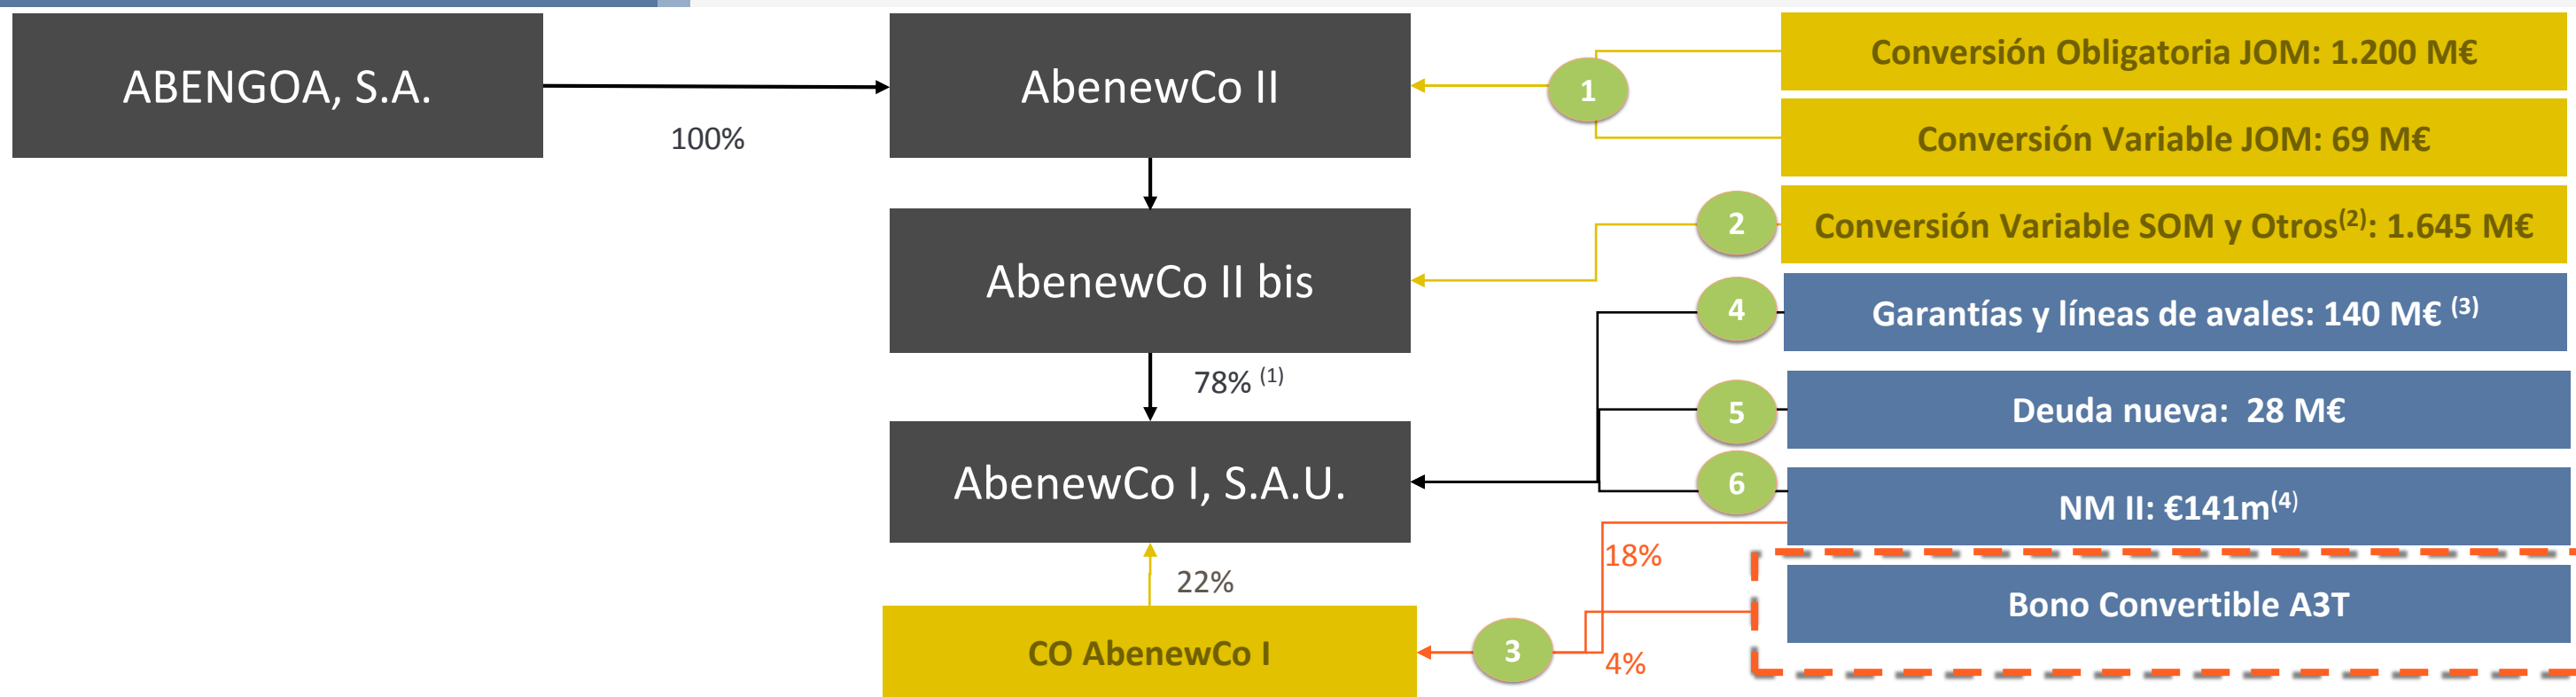 ABENGOA, S.A.
100%
AbenewCo II
1
Conversión Obligatoria JOM: 1.200 M€
Conversión Variable JOM: 69 M€
2
Conversión Variable SOM y Otros(2): 1.645 M€
AbenewCo II bis
4
Garantías y líneas de avales: 140 M€ (3)
78% (1)
5
Deuda nueva: 28 M€
AbenewCo I, S.A.U.
6
NM II: €141m(4)
18%
22%
Bono Convertible A3T
CO AbenewCo I
3
4%